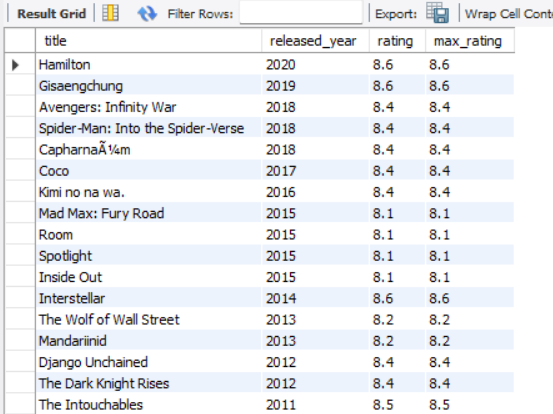 Result Grid Filter Rows: Export: Wrap Cell Cont
title released_year rating max_rating
Hamilton 2020 8.6 8.6
Gisaengchung 2019 8.6 8.6
Avengers: Infinity War 2018 8.4 8.4
Spider-Man: Into the Spider-Verse 2018 8.4 8.4
CapharnaÃ¼m 2018 8.4 8.4
Coco 2017 8.4 8.4
Kimi no na wa. 2016 8.4 8.4
Mad Max: Fury Road 2015 8.1 8.1
Room 2015 8.1 8.1
Spotlight 2015 8.1 8.1
Inside Out 2015 8.1 8.1
Interstellar 2014 8.6 8.6
The Wolf of Wall Street 2013 8.2 8.2
Mandariinid 2013 8.2 8.2
Django Unchained 2012 8.4 8.4
The Dark Knight Rises 2012 8.4 8.4
The Intouchables 2011 8.5 8.5